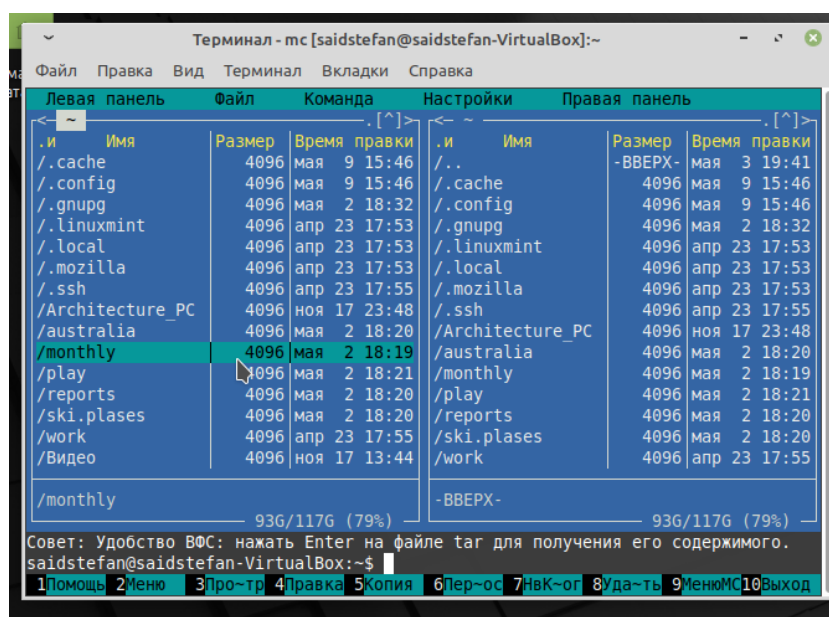 Терминал - mc [saidstefan@saidstefan-VirtualBox]:~
Файл Правка Вид Терминал Вкладки Справка
Левая панель Файл Команда Настройки Правая панель
<— ~ .[^]> <— ~ .[^]>
.и Имя Размер Время правки .и Имя Размер Время правки
/.cache 4096 мая 9 15:46 /.. -ВВЕРХ- мая 3 19:41
/.config 4096 мая 9 15:46 /.cache 4096 мая 9 15:46
/.gnupg 4096 мая 2 18:32 /.config 4096 мая 9 15:46
/.linuxmint 4096 апр 23 17:53 /.gnupg 4096 мая 2 18:32
/.local 4096 апр 23 17:53 /.linuxmint 4096 апр 23 17:53
/.mozilla 4096 апр 23 17:53 /.local 4096 апр 23 17:53
/.ssh 4096 апр 23 17:55 /.mozilla 4096 апр 23 17:53
/Architecture_PC 4096 ноя 17 23:48 /.ssh 4096 апр 23 17:55
/australia 4096 мая 2 18:20 /Architecture_PC 4096 ноя 17 23:48
/monthly 4096 мая 2 18:19 /australia 4096 мая 2 18:20
/play 4096 мая 2 18:21 /monthly 4096 мая 2 18:19
/reports 4096 мая 2 18:20 /play 4096 мая 2 18:21
/ski.plases 4096 мая 2 18:20 /reports 4096 мая 2 18:20
/work 4096 апр 23 17:55 /ski.plases 4096 мая 2 18:20
/Видео 4096 ноя 17 13:44 /work 4096 апр 23 17:55
/monthly -ВВЕРХ-
93G/117G (79%) 93G/117G (79%)
Совет: Удобство ВФС: нажать Enter на файле tar для получения его содержимого.
saidstefan@saidstefan-VirtualBox:~$
1Помощь 2Меню 3Про~тр 4Правка 5Копия 6Пер~ос 7НвК~ог 8Уда~ть 9МенюМС 10Выход